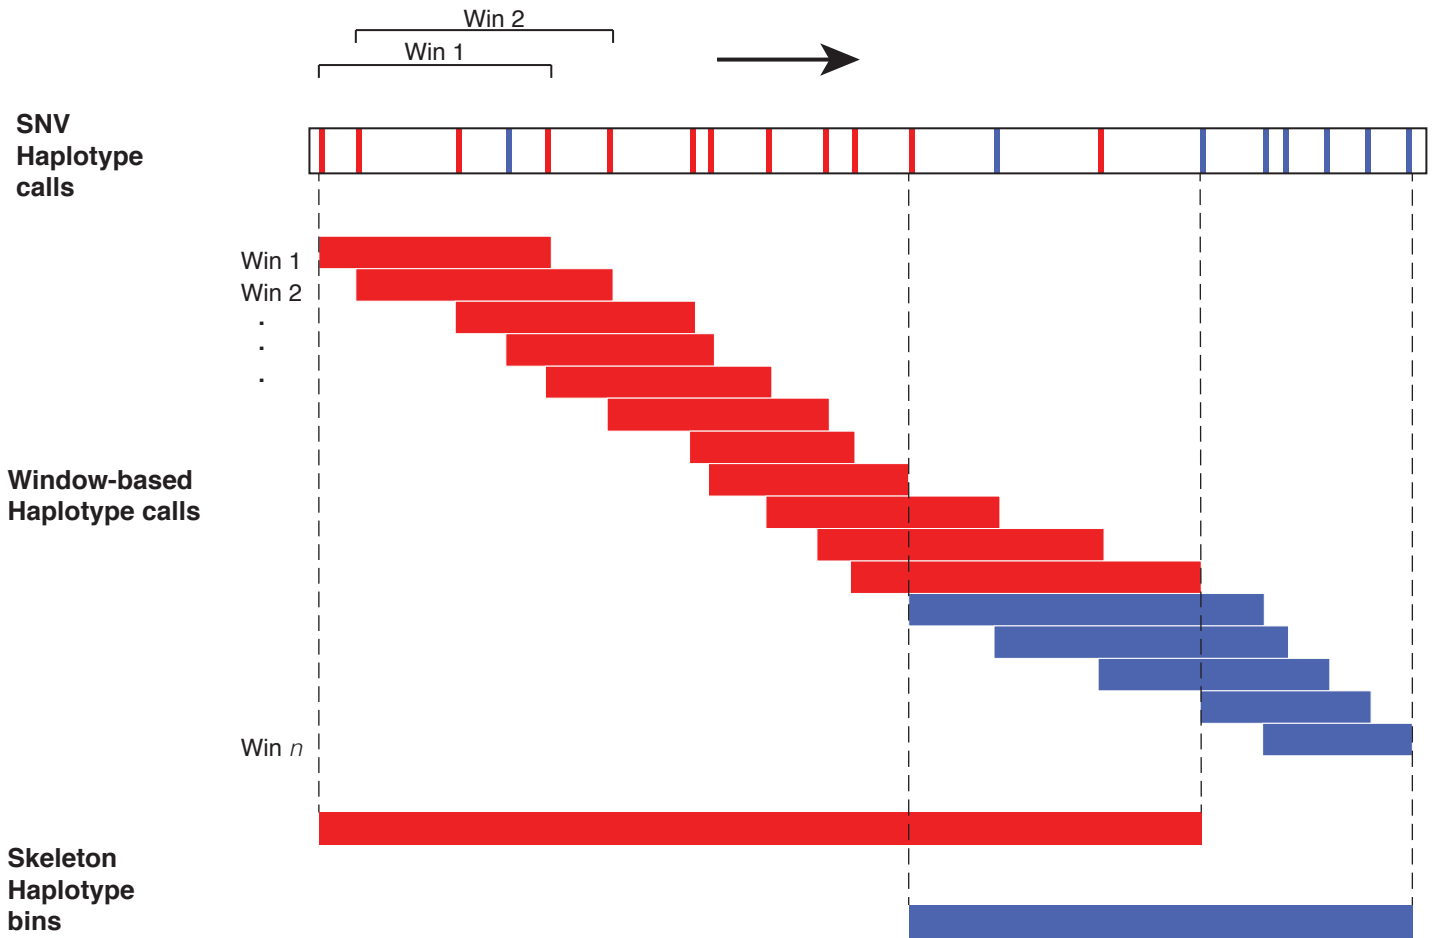 Win 2
Win 1
SNV
Haplotype
calls
Win 1
Win 2
.
.
.
Window-based
Haplotype calls
Win n
Skeleton
Haplotype
bins